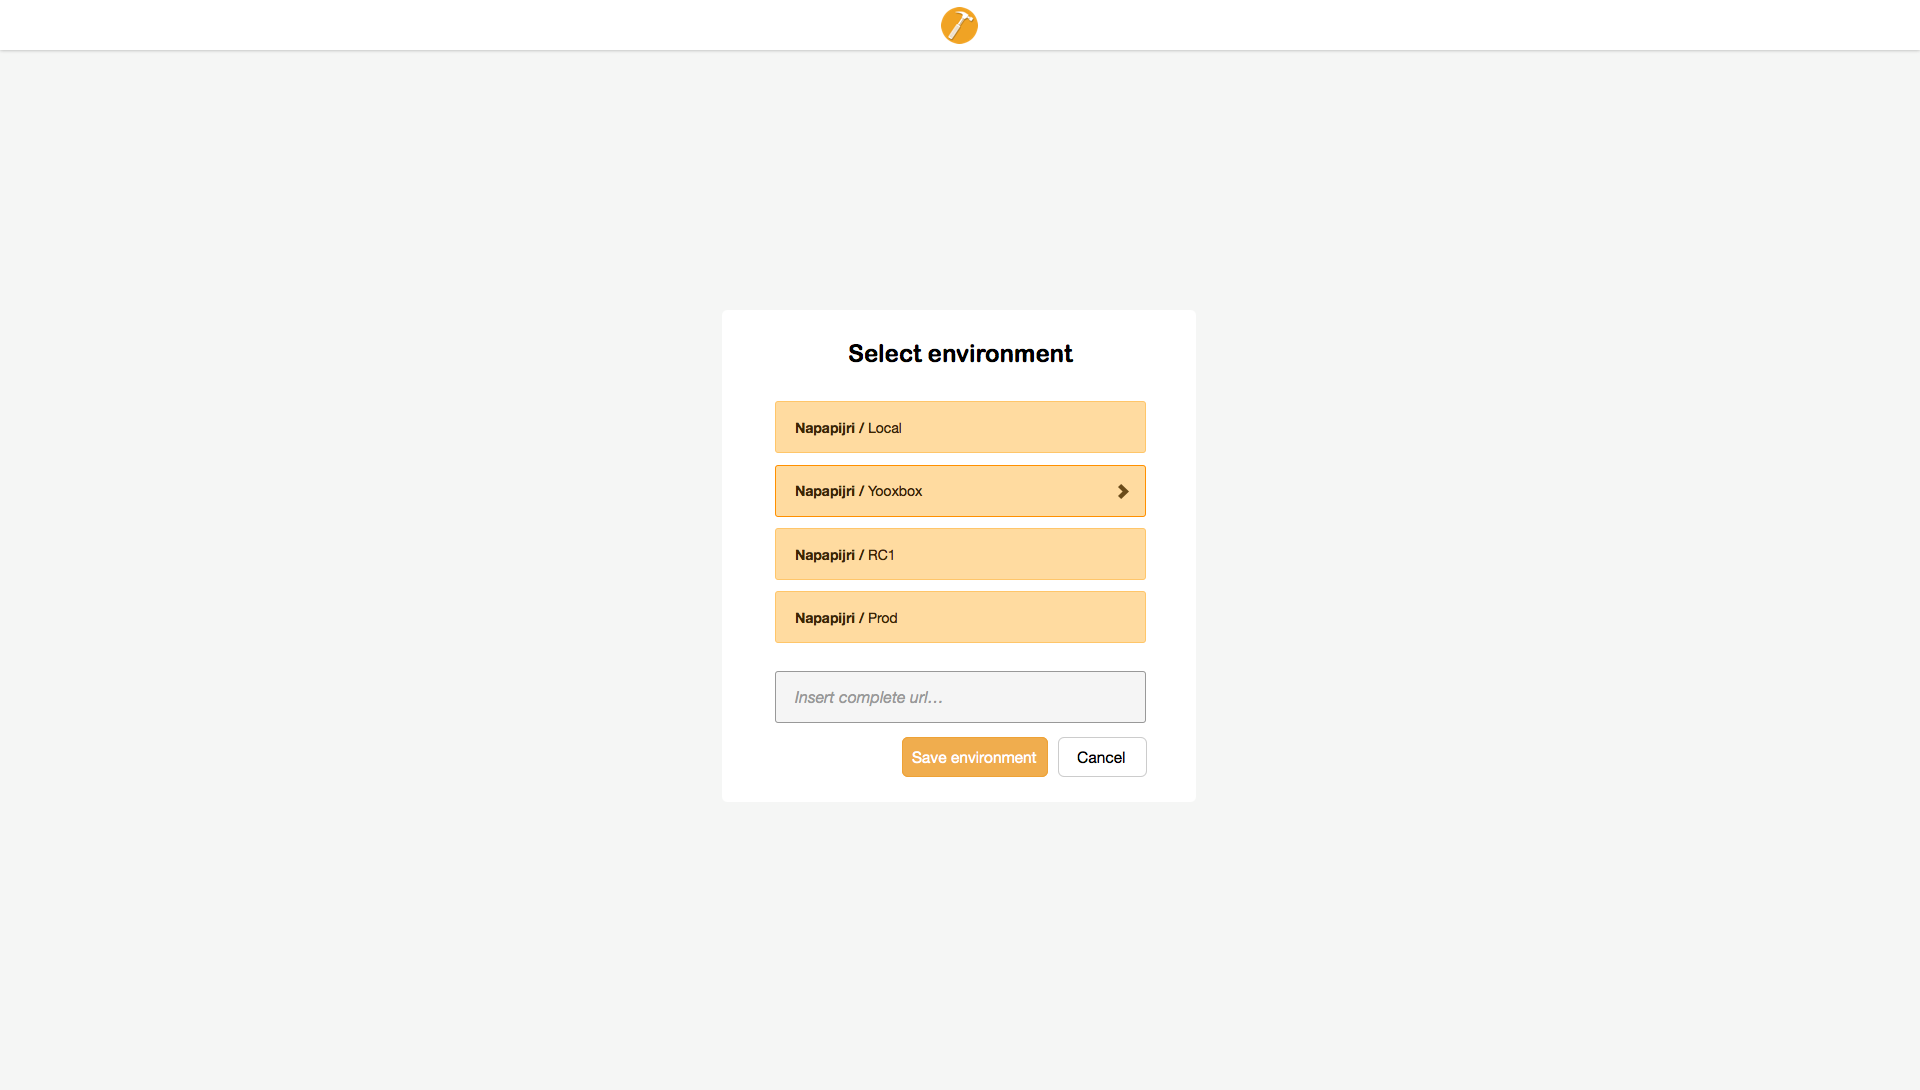 Select environment
Napapijri / Local
Napapijri / Yooxbox
Napapijri / RC1
Napapijri / Prod
Insert complete url...
Save environment Cancel